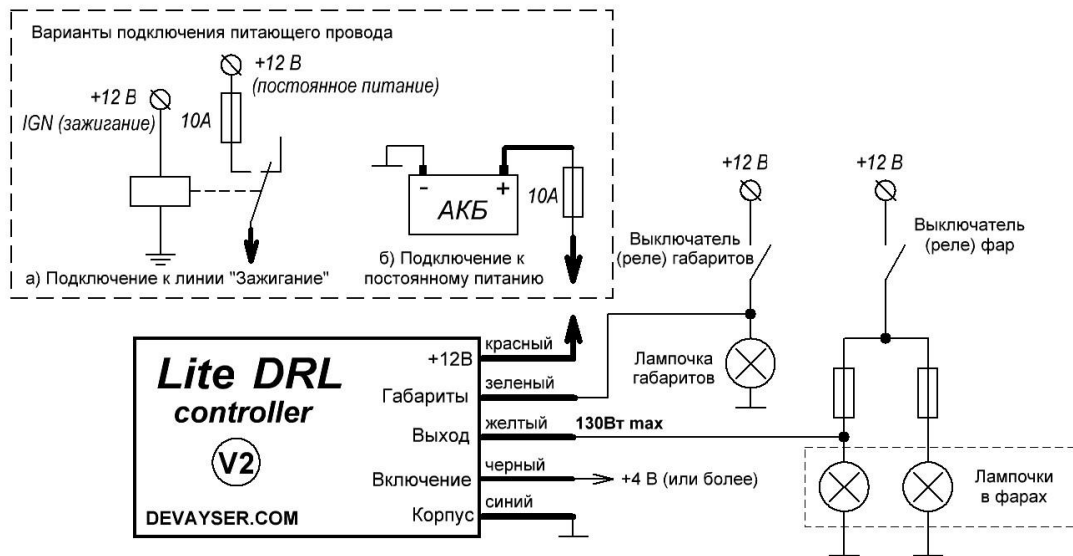 Варианты подключения питающего провода
+12 В
(постоянное питание)
+12 В
IGN (зажигание)
10А
- +
АКБ
10А
а) Подключение к линии "Зажигание"
б) Подключение к
постоянному питанию
+12 В
Выключатель
(реле) габаритов
+12 В
Выключатель
(реле) фар
Лампочка
габаритов
Лампочки
в фарах
Lite DRL
controller
V2
DEVAYSER.COM
+12В
красный
Габариты
зеленый
Выход
желтый
130Вт max
Включение
черный
+4 В (или более)
Корпус
синий